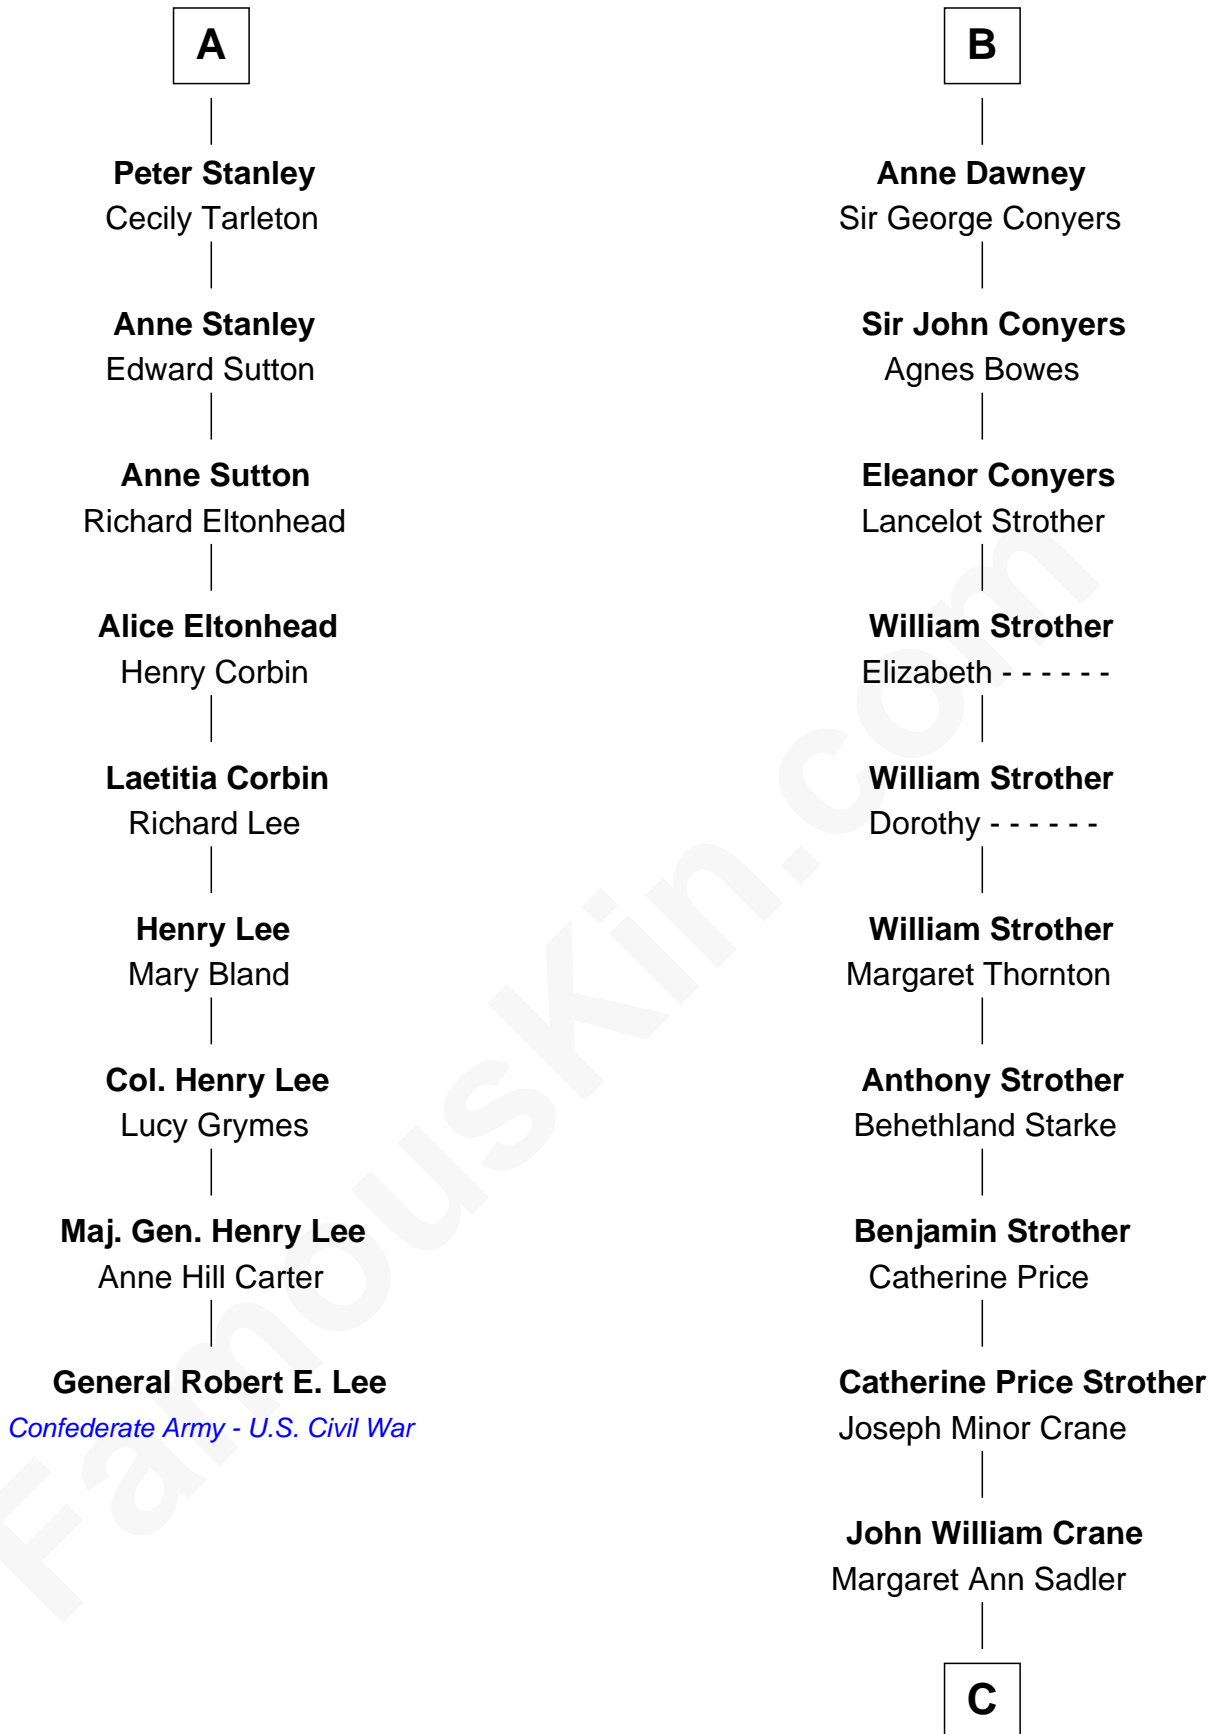 A
Peter Stanley
Cecily Tarleton
Anne Stanley
Edward Sutton
Anne Sutton
Richard Eltonhead
Alice Eltonhead
Henry Corbin
Laetitia Corbin
Richard Lee
Henry Lee
Mary Bland
Col. Henry Lee
Lucy Grymes
Maj. Gen. Henry Lee
Anne Hill Carter
General Robert E. Lee
Confederate Army - U.S. Civil War
B
Anne Dawney
Sir George Conyers
Sir John Conyers
Agnes Bowes
Eleanor Conyers
Lancelot Strother
William Strother
Elizabeth - - - - - -
William Strother
Dorothy - - - - - -
William Strother
Margaret Thornton
Anthony Strother
Behethland Starke
Benjamin Strother
Catherine Price
Catherine Price Strother
Joseph Minor Crane
John William Crane
Margaret Ann Sadler
C
FamousKin.com